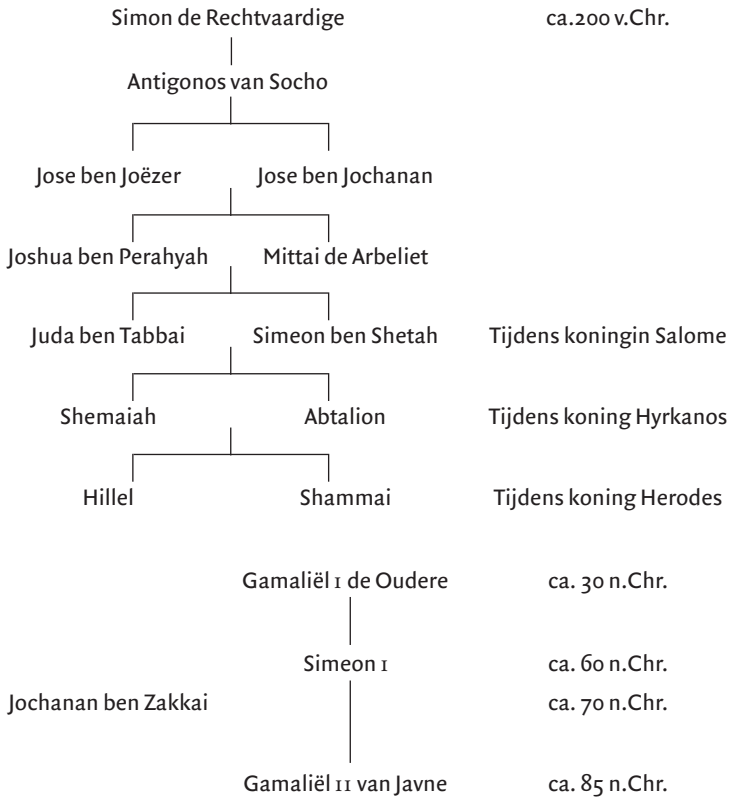 Simon de Rechtvaardige ca.200 v.Chr.
Antigonos van Socho
Jose ben Joëzer Jose ben Jochanan
Joshua ben Perahyah Mittai de Arbeliet
Juda ben Tabbai Simeon ben Shetah Tijdens koningin Salome
Shemaiah Abtalion Tijdens koning Hyrkanos
Hillel Shammai Tijdens koning Herodes
Gamaliël I de Oudere ca. 30 n.Chr.
Simeon I ca. 60 n.Chr.
Jochanan ben Zakkai ca. 70 n.Chr.
Gamaliël II van Javne ca. 85 n.Chr.